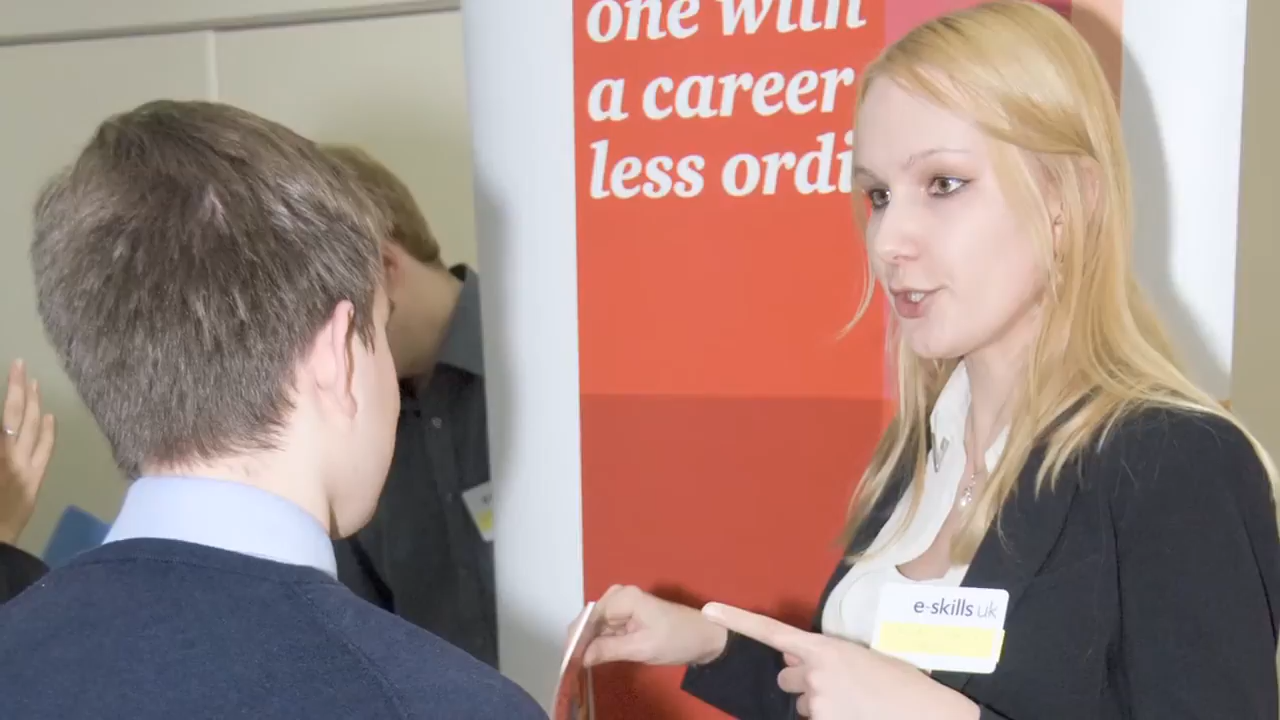 one with
a career
less ordi
e-skills uk